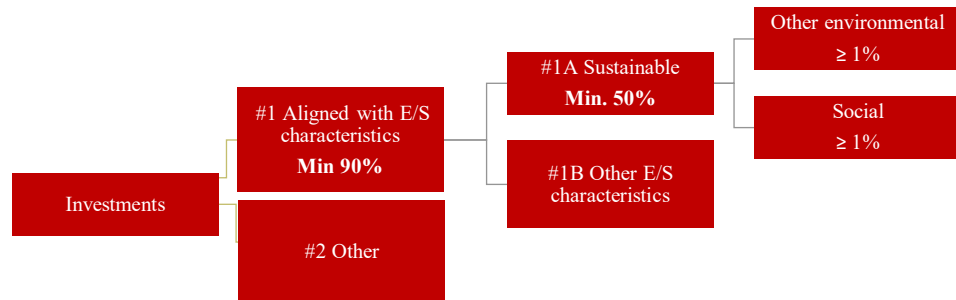 Investments
#1 Aligned with E/S
characteristics
Min 90%
#2 Other
#1A Sustainable
Min. 50%
#1B Other E/S
characteristics
Other environmental
≥ 1%
Social
≥ 1%